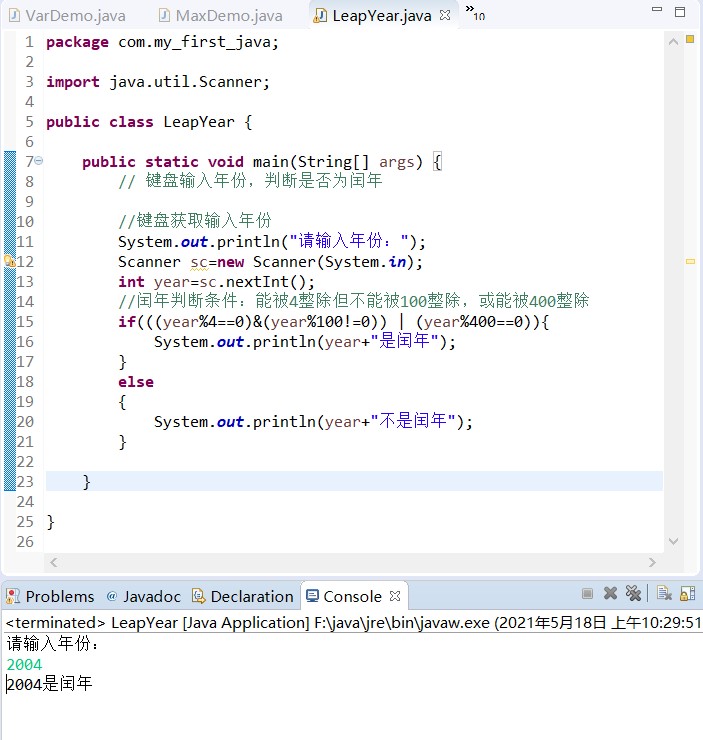 VarDemo.java MaxDemo.java LeapYear.java »10
1 package com.my_first_java;
2
3 import java.util.Scanner;
4
5 public class LeapYear {
6
7 public static void main(String[] args) {
8 // 键盘输入年份，判断是否为闰年
9
10 //键盘获取输入年份
11 System.out.println("请输入年份：");
12 Scanner sc=new Scanner(System.in);
13 int year=sc.nextInt();
14 //闰年判断条件：能被4整除但不能被100整除，或能被400整除
15 if(((year%4==0)&(year%100!=0)) | (year%400==0)){
16 System.out.println(year+"是闰年");
17 }
18 else
19 {
20 System.out.println(year+"不是闰年");
21 }
22
23 }
24
25 }
26
Problems @ Javadoc Declaration Console
<terminated> LeapYear [Java Application] F:\java\jre\bin\javaw.exe (2021年5月18日 上午10:29:51
请输入年份：
2004
2004是闰年